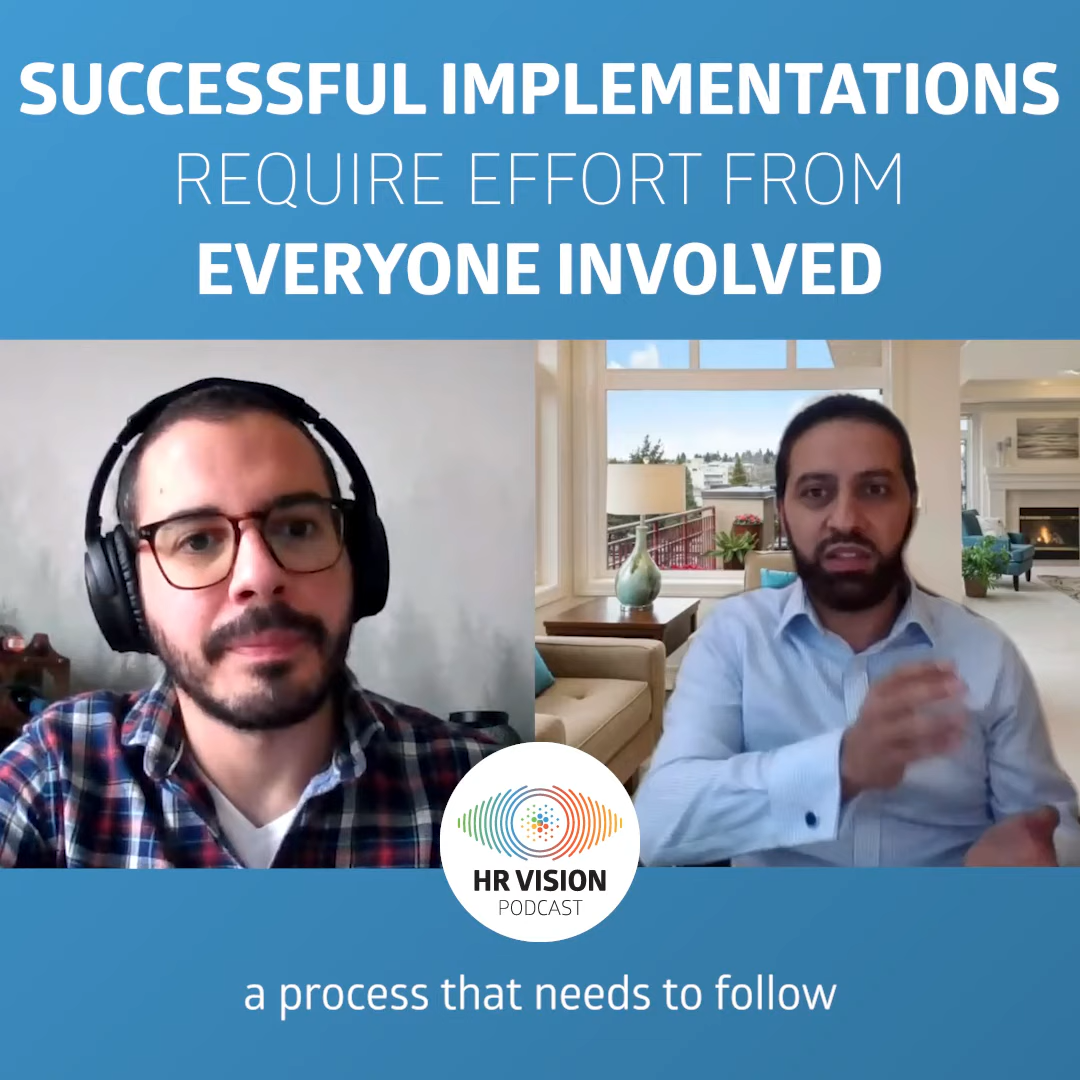 SUCCESSFUL IMPLEMENTATIONS
REQUIRE EFFORT FROM
EVERYONE INVOLVED
HR VISION
PODCAST
a process that needs to follow